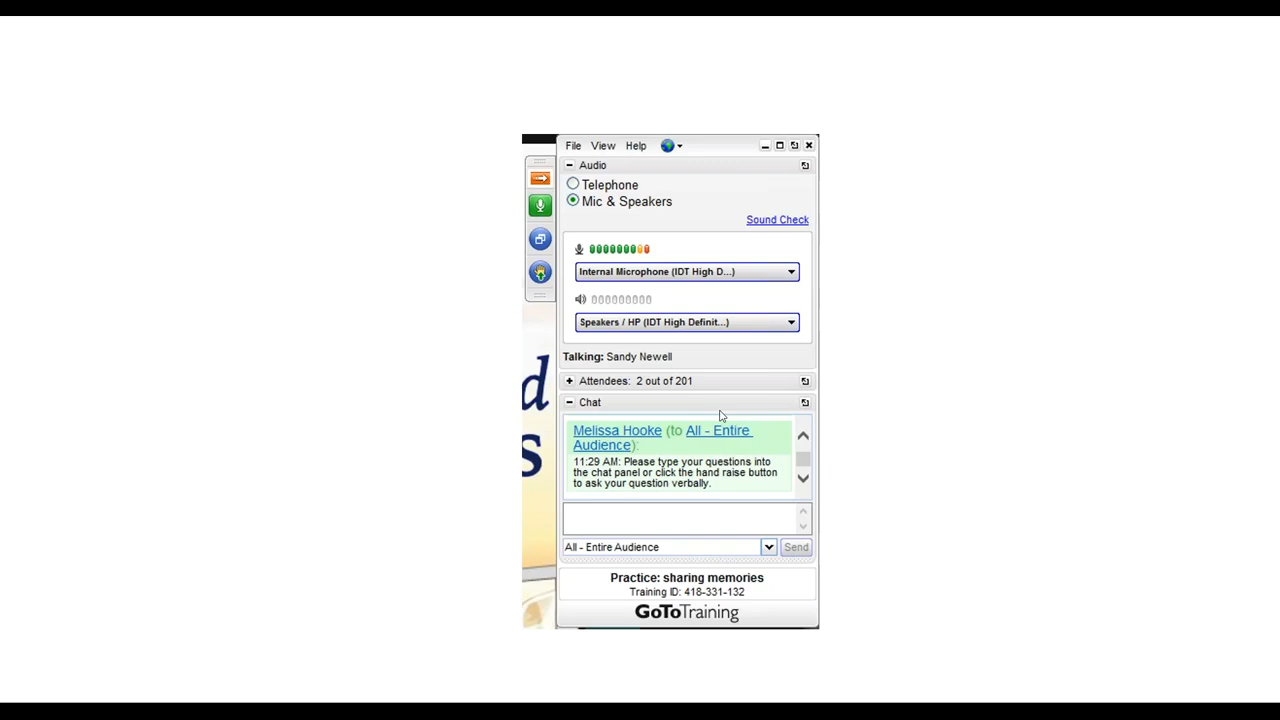 File View Help
Audio
Telephone
Mic & Speakers
Sound Check
Internal Microphone (IDT High D...)
Speakers / HP (IDT High Definit...)
Talking: Sandy Newell
Attendees: 2 out of 201
Chat
d
s
Melissa Hooke (to All - Entire
Audience):
11:29 AM: Please type your questions into
the chat panel or click the hand raise button
to ask your question verbally.
All - Entire Audience
Send
Practice: sharing memories
Training ID: 418-331-132
GoToTraining